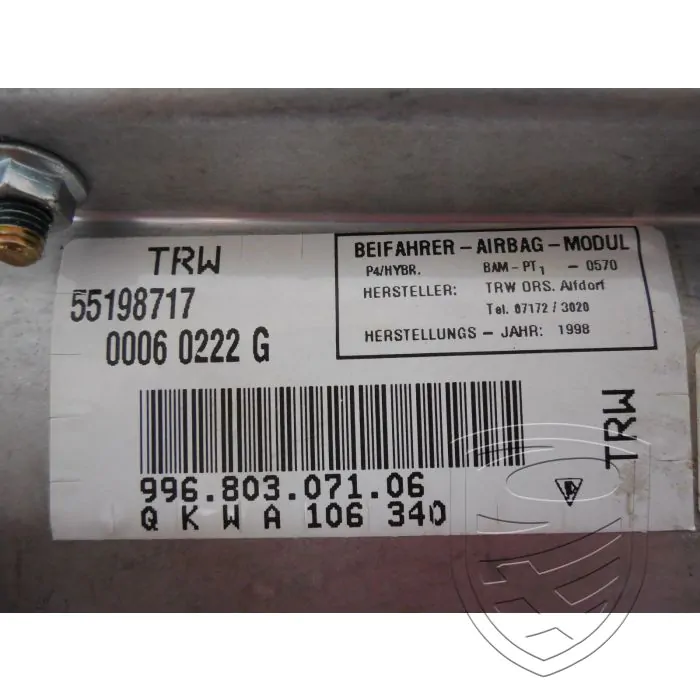 TRW
55198717
0006 0222 G
BEIFAHRER - AIRBAG - MODUL
P4/HYBR. BAM - PT1 - 0570
HERSTELLER: TRW ORS. Alfdorf
Tel. 07172 / 3020
HERSTELLUNGS - JAHR: 1998
996.803.071.06
Q K W A 106 340
TRW